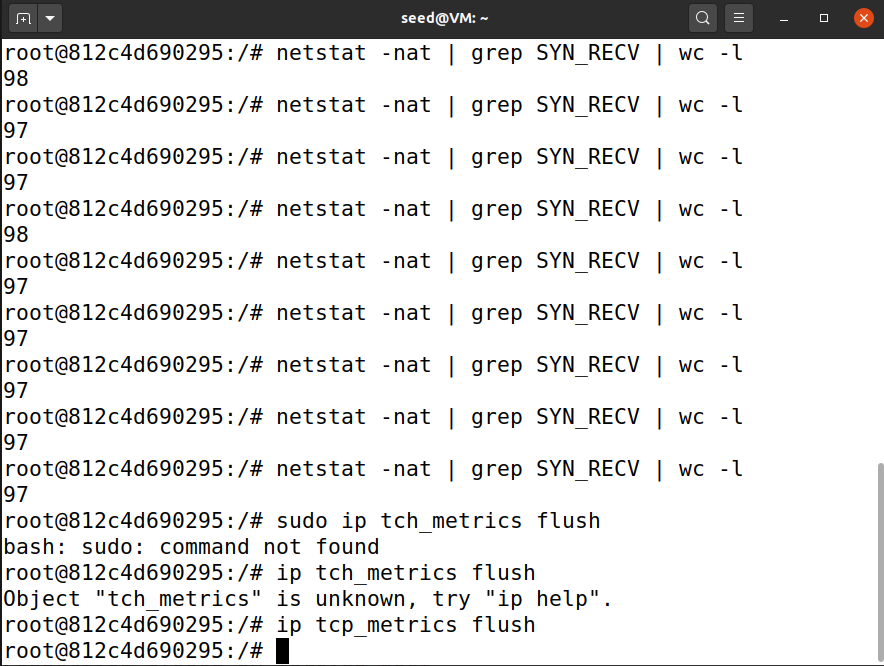 seed@VM: ~
root@812c4d690295:/# netstat -nat | grep SYN_RECV | wc -l
98
root@812c4d690295:/# netstat -nat | grep SYN_RECV | wc -l
97
root@812c4d690295:/# netstat -nat | grep SYN_RECV | wc -l
97
root@812c4d690295:/# netstat -nat | grep SYN_RECV | wc -l
98
root@812c4d690295:/# netstat -nat | grep SYN_RECV | wc -l
97
root@812c4d690295:/# netstat -nat | grep SYN_RECV | wc -l
97
root@812c4d690295:/# netstat -nat | grep SYN_RECV | wc -l
97
root@812c4d690295:/# netstat -nat | grep SYN_RECV | wc -l
97
root@812c4d690295:/# netstat -nat | grep SYN_RECV | wc -l
97
root@812c4d690295:/# sudo ip tch_metrics flush
bash: sudo: command not found
root@812c4d690295:/# ip tch_metrics flush
Object "tch_metrics" is unknown, try "ip help".
root@812c4d690295:/# ip tcp_metrics flush
root@812c4d690295:/#